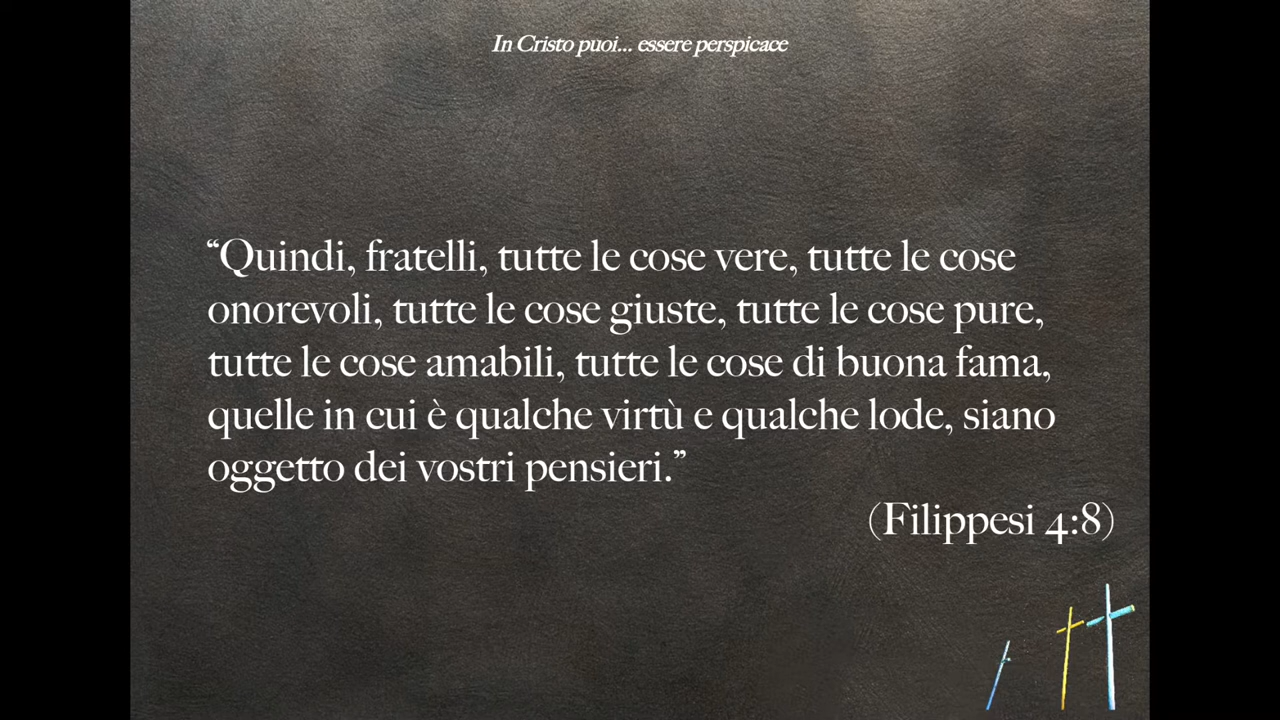 In Cristo puoi... essere perspicace
“Quindi, fratelli, tutte le cose vere, tutte le cose
onorevoli, tutte le cose giuste, tutte le cose pure,
tutte le cose amabili, tutte le cose di buona fama,
quelle in cui è qualche virtù e qualche lode, siano
oggetto dei vostri pensieri.”
(Filippesi 4:8)